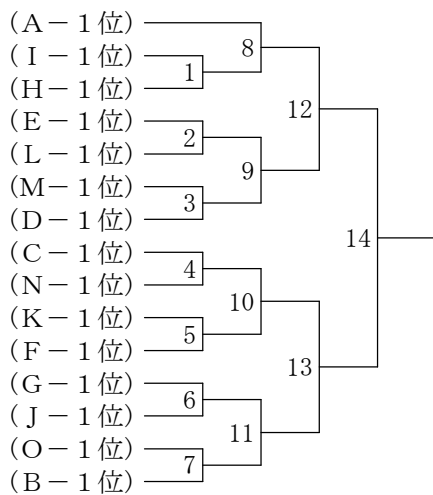 (A－1位)
(I－1位)
(H－1位)
(E－1位)
(L－1位)
(M－1位)
(D－1位)
(C－1位)
(N－1位)
(K－1位)
(F－1位)
(G－1位)
(J－1位)
(O－1位)
(B－1位)
1
2
3
4
5
6
7
8
9
10
11
12
13
14